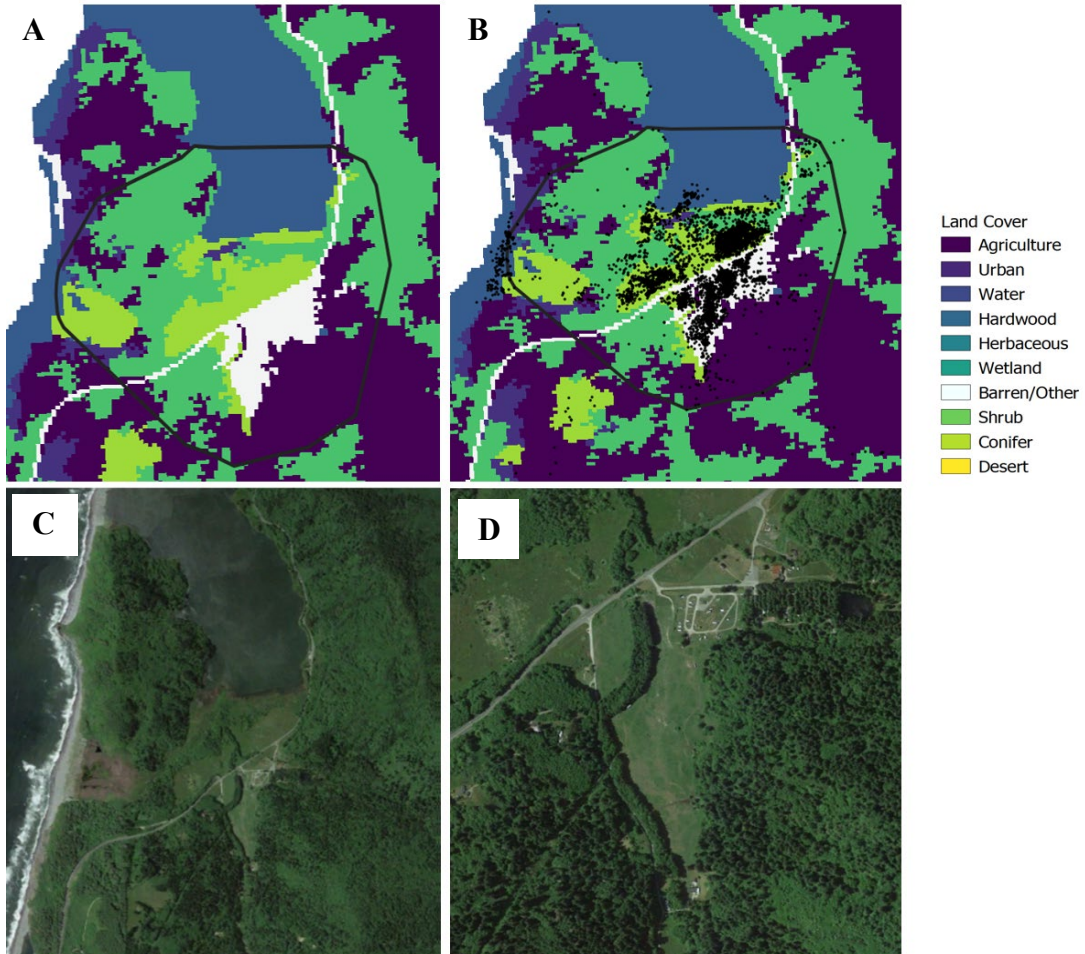 A
B
Land Cover
Agriculture
Urban
Water
Hardwood
Herbaceous
Wetland
Barren/Other
Shrub
Conifer
Desert
C
D